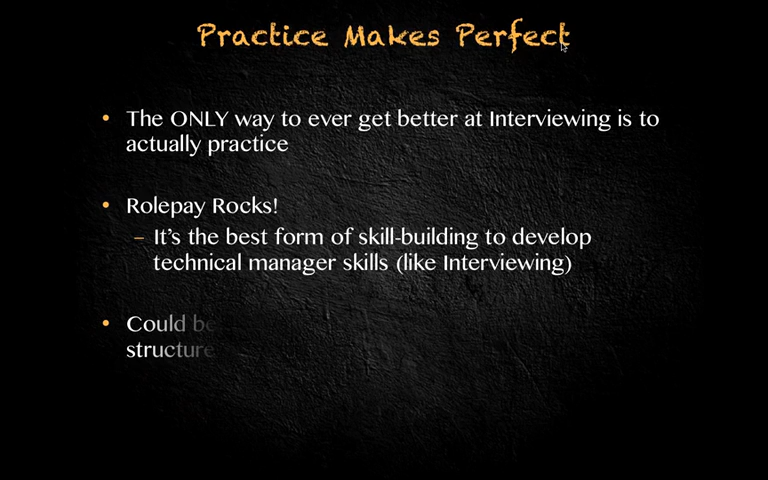 Practice Makes Perfect
• The ONLY way to ever get better at Interviewing is to
actually practice
• Rolepay Rocks!
– It's the best form of skill-building to develop
technical manager skills (like Interviewing)
• Could be
structure